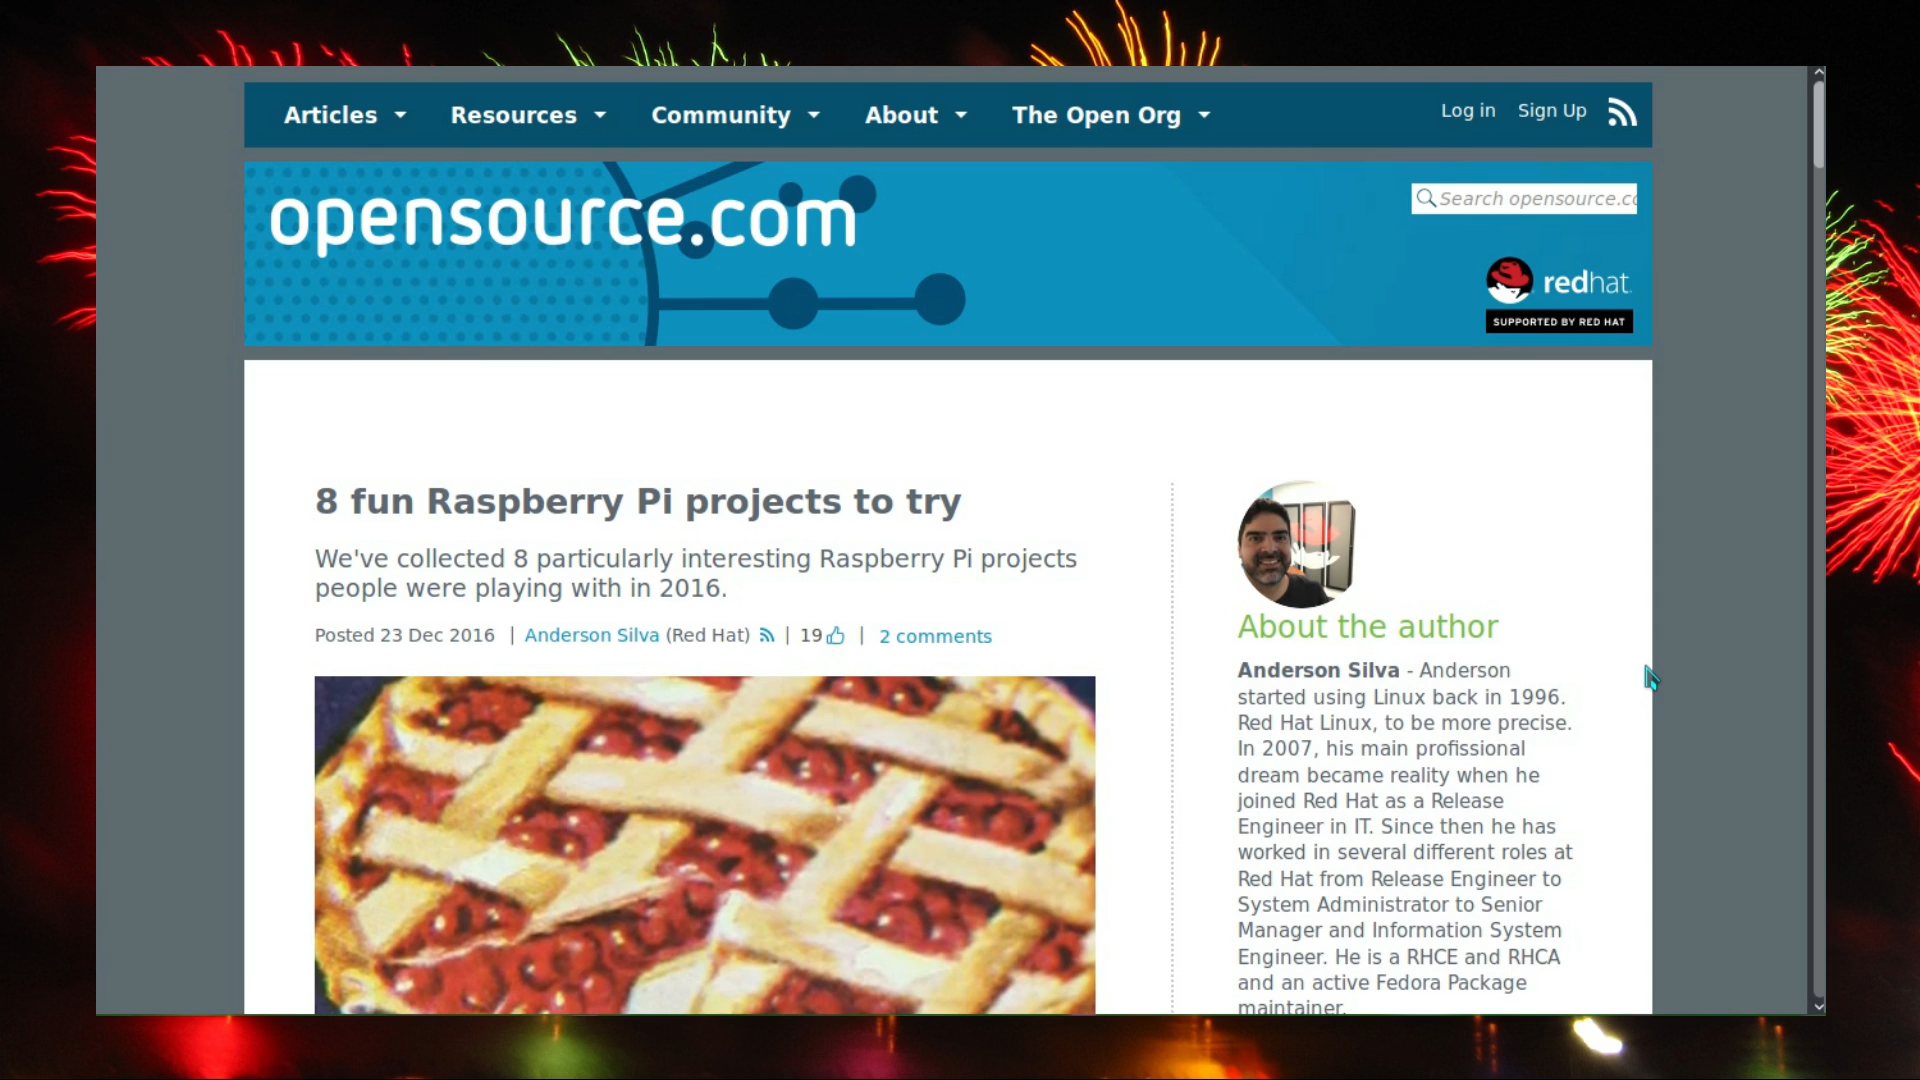 Articles Resources Community About The Open Org Log in Sign Up
opensource.com
Search opensource.co
redhat.
SUPPORTED BY RED HAT
8 fun Raspberry Pi projects to try
We've collected 8 particularly interesting Raspberry Pi projects
people were playing with in 2016.
Posted 23 Dec 2016 | Anderson Silva (Red Hat) | 19 | 2 comments
About the author
Anderson Silva - Anderson
started using Linux back in 1996.
Red Hat Linux, to be more precise.
In 2007, his main profissional
dream became reality when he
joined Red Hat as a Release
Engineer in IT. Since then he has
worked in several different roles at
Red Hat from Release Engineer to
System Administrator to Senior
Manager and Information System
Engineer. He is a RHCE and RHCA
and an active Fedora Package
maintainer.